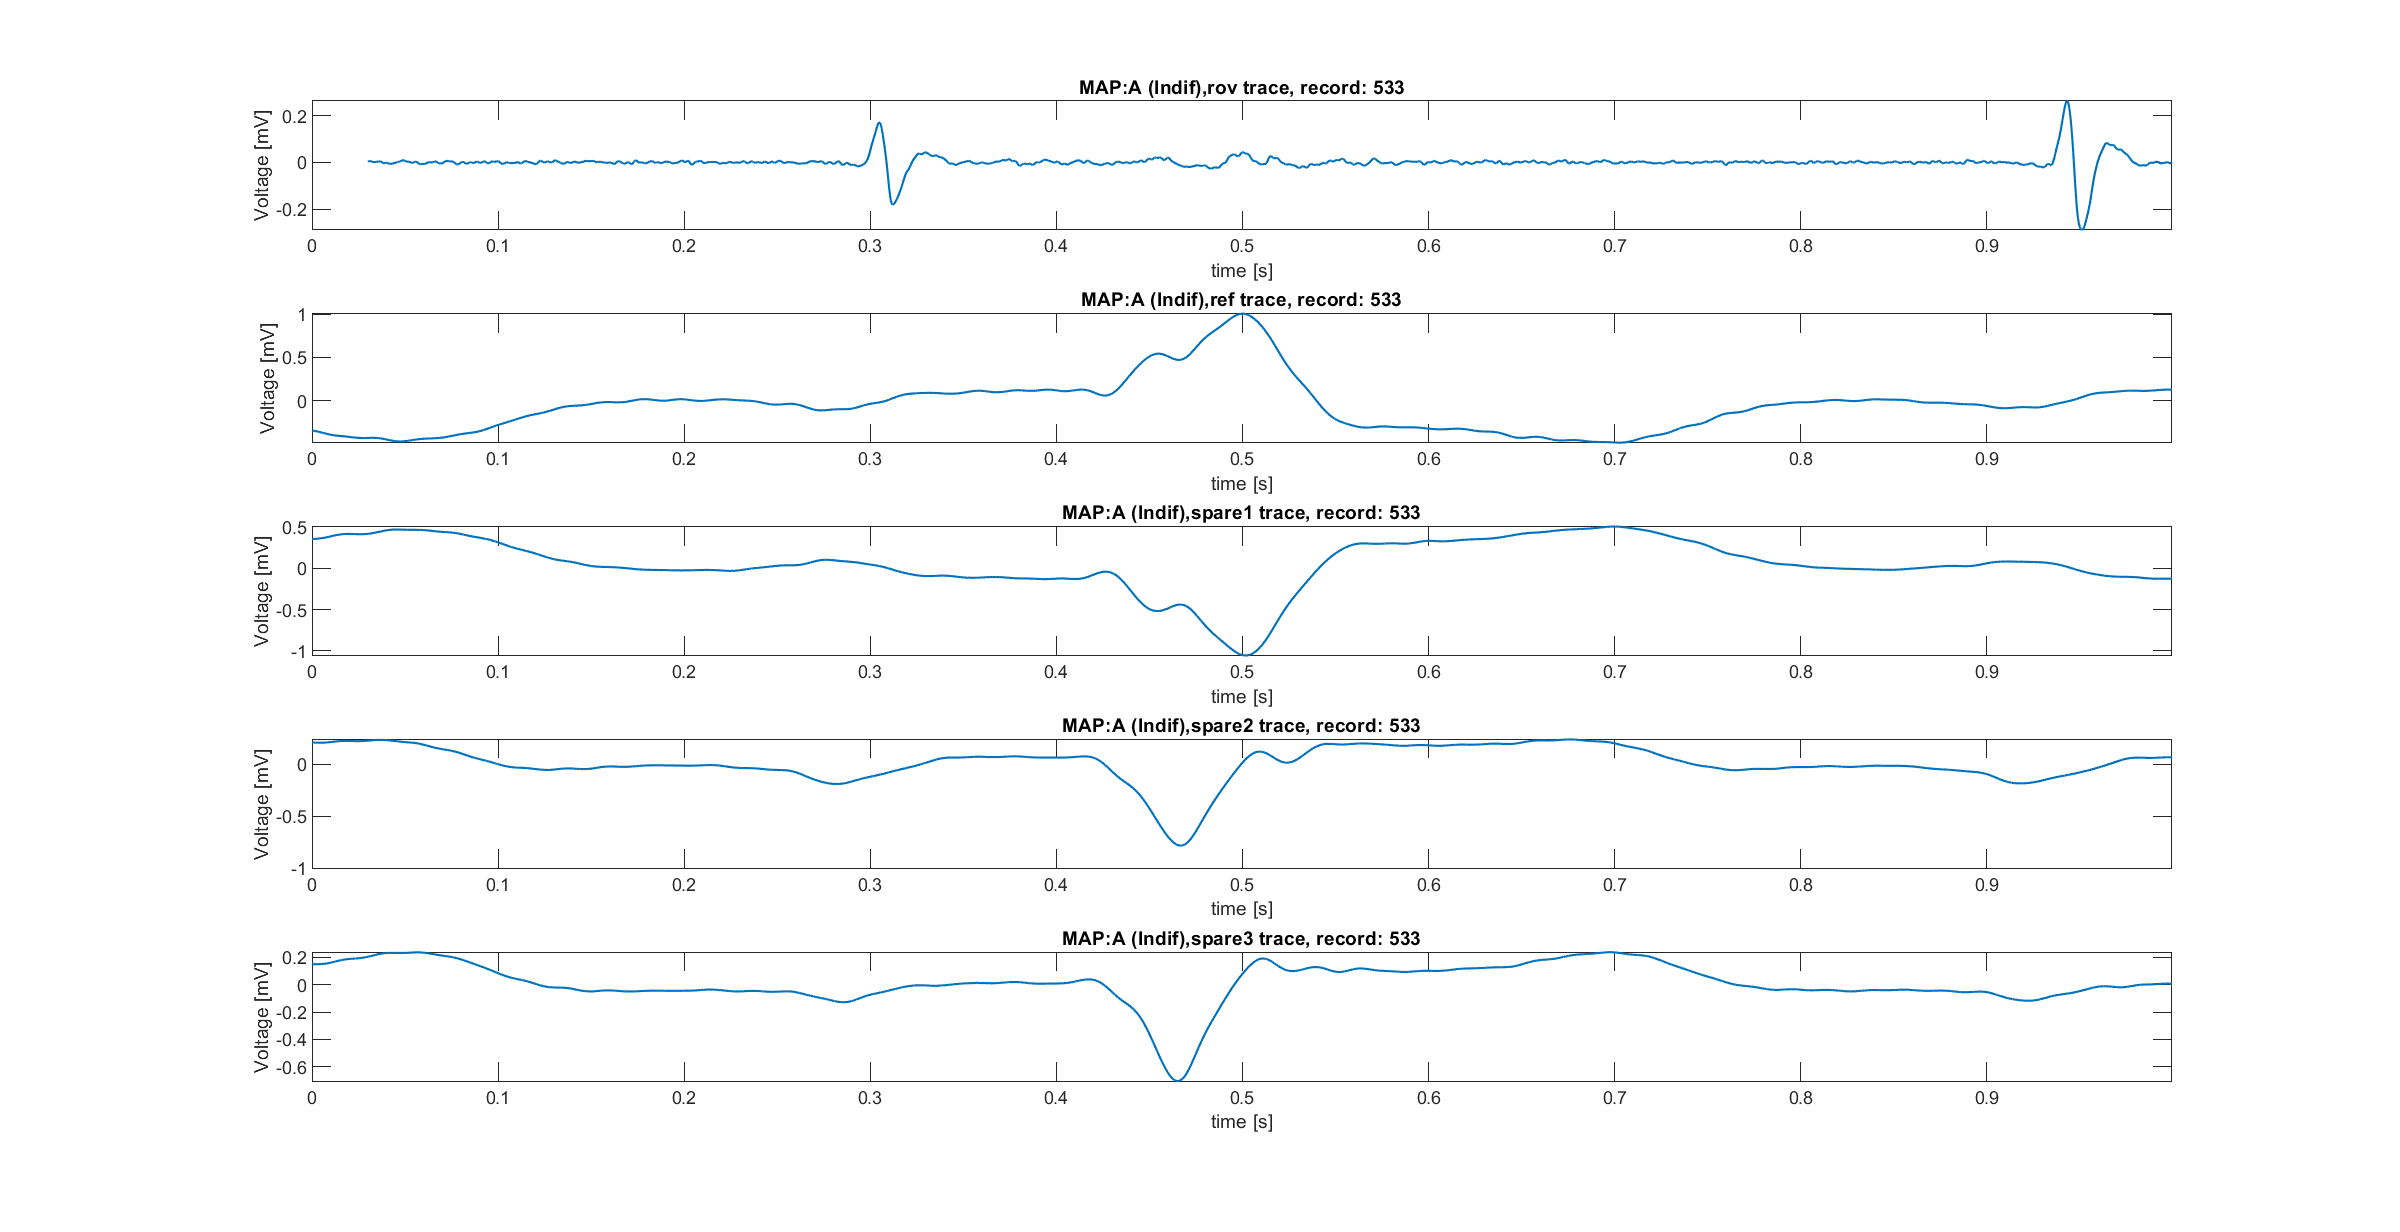 MAP:A (Indif),rov trace, record: 533
Voltage [mV]
0.2
0
-0.2
0 0.1 0.2 0.3 0.4 0.5 0.6 0.7 0.8 0.9
time [s]
MAP:A (Indif),ref trace, record: 533
Voltage [mV]
1
0.5
0
0 0.1 0.2 0.3 0.4 0.5 0.6 0.7 0.8 0.9
time [s]
MAP:A (Indif),spare1 trace, record: 533
Voltage [mV]
0.5
0
-0.5
-1
0 0.1 0.2 0.3 0.4 0.5 0.6 0.7 0.8 0.9
time [s]
MAP:A (Indif),spare2 trace, record: 533
Voltage [mV]
0
-0.5
-1
0 0.1 0.2 0.3 0.4 0.5 0.6 0.7 0.8 0.9
time [s]
MAP:A (Indif),spare3 trace, record: 533
Voltage [mV]
0.2
0
-0.2
-0.4
-0.6
0 0.1 0.2 0.3 0.4 0.5 0.6 0.7 0.8 0.9
time [s]